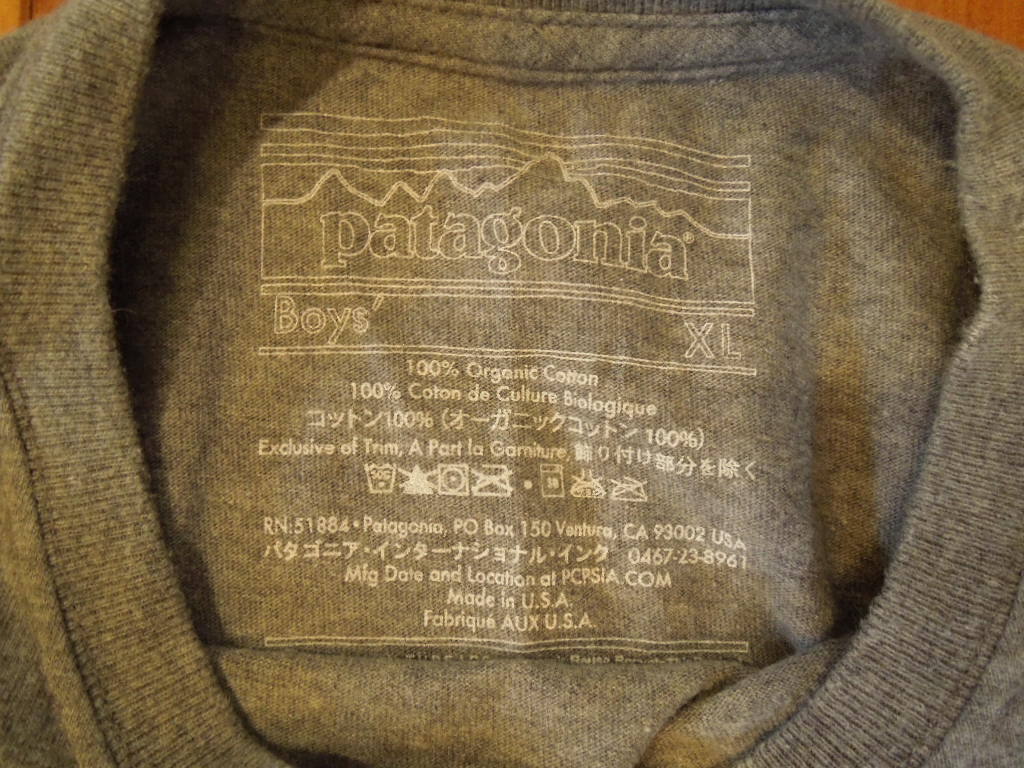 patagonia®
Boys' XL
100% Organic Cotton
100% Coton de Culture Biologique
コットン100% (オーガニックコットン 100%)
Exclusive of Trim, A Part la Garniture, 飾り付け部分を除く
RN:51884 • Patagonia, PO Box 150 Ventura, CA 93002 USA
パタゴニア・インターナショナル・インク 0467-23-8961
Mfg Date and Location at PCPSIA.COM
Made in U.S.A.
Fabriqué AUX U.S.A.